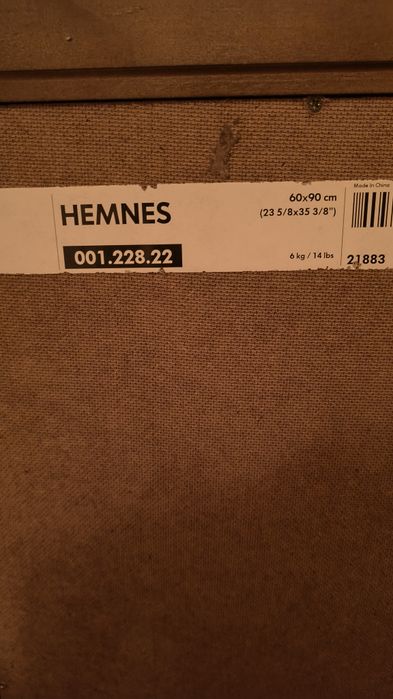 HEMNES
001.228.22
60x90 cm
(23 5/8x35 3/8")
6 kg / 14 lbs
Made in China
21883